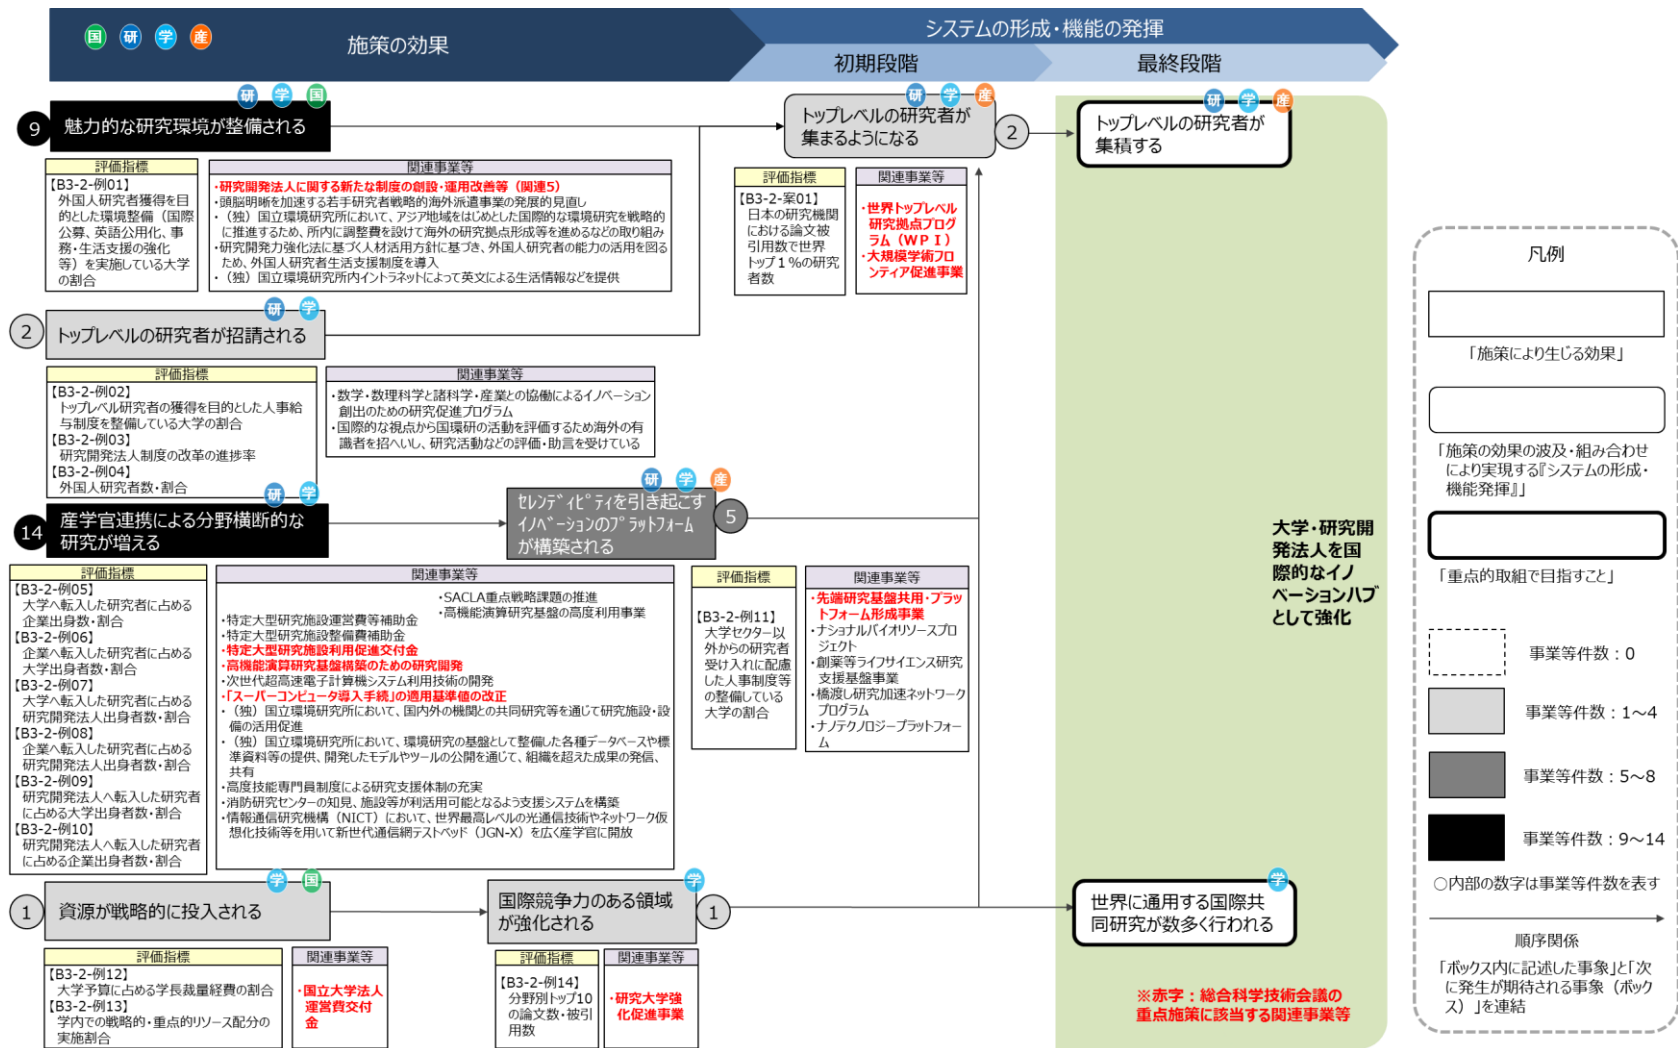 国 研 学 産
施策の効果
システムの形成・機能の発揮
初期段階
最終段階
研 学 国
9
魅力的な研究環境が整備される
評価指標
【B3-2-例01】
外国人研究者獲得を目
的とした環境整備（国際
公募、英語公用化、事
務・生活支援の強化
等）を実施している大学
の割合
関連事業等
・研究開発法人に関する新たな制度の創設・運用改善等（関連5）
・頭脳明晰を加速する若手研究者戦略的海外派遣事業の発展的見直し
・（独）国立環境研究所において、アジア地域をはじめとした国際的な環境研究を戦略的
に推進するため、所内に調整費を設けて海外の研究拠点形成等を進めるなどの取り組み
・研究開発力強化法に基づく人材活用方針に基づき、外国人研究者の能力の活用を図る
ため、外国人研究者生活支援制度を導入
・（独）国立環境研究所内イントラネットによって英文による生活情報などを提供
研 学 産
トップレベルの研究者が
集まるようになる
2
評価指標
【B3-2-案01】
日本の研究機関
における論文被
引用数で世界
トップ1%の研究
者数
関連事業等
・世界トップレベル
研究拠点プログ
ラム（WPI）
・大規模学術フロ
ンティア促進事業
研 学 産
トップレベルの研究者が
集積する
研 学
2
トップレベルの研究者が招請される
評価指標
【B3-2-例02】
トップレベル研究者の獲得を目的とした人事給
与制度を整備している大学の割合
【B3-2-例03】
研究開発法人制度の改革の進捗率
【B3-2-例04】
外国人研究者数・割合
関連事業等
・数学・数理科学と諸科学・産業との協働によるイノベーション
創出のための研究促進プログラム
・国際的な視点から国環研の活動を評価するため海外の有
識者を招へいし、研究活動などの評価・助言を受けている
研 学
14
産学官連携による分野横断的な
研究が増える
研 学 産
セレンディピティを引き起こす
イノベーションのプラットフォーム
が構築される
5
評価指標
【B3-2-例05】
大学へ転入した研究者に占める
企業出身数・割合
【B3-2-例06】
企業へ転入した研究者に占める
大学出身者数・割合
【B3-2-例07】
大学へ転入した研究者に占める
研究開発法人出身者数・割合
【B3-2-例08】
企業へ転入した研究者に占める
研究開発法人出身者数・割合
【B3-2-例09】
研究開発法人へ転入した研究者
に占める大学出身者数・割合
【B3-2-例10】
研究開発法人へ転入した研究者
に占める企業出身者数・割合
関連事業等
・SACLA重点戦略課題の推進
・高機能演算研究基盤の高度利用事業
・特定大型研究施設運営費等補助金
・特定大型研究施設整備費補助金
・特定大型研究施設利用促進交付金
・高機能演算研究基盤構築のための研究開発
・次世代超高速電子計算機システム利用技術の開発
・「スーパーコンピュータ導入手続」の適用基準値の改正
・（独）国立環境研究所において、国内外の機関との共同研究等を通じて研究施設・設
備の活用促進
・（独）国立環境研究所において、環境研究の基盤として整備した各種データベースや標
準資料等の提供、開発したモデルやツールの公開を通じて、組織を超えた成果の発信、
共有
・高度技能専門員制度による研究支援体制の充実
・消防研究センターの知見、施設等が利活用可能となるよう支援システムを構築
・情報通信研究機構（NICT）において、世界最高レベルの光通信技術やネットワーク仮
想化技術等を用いて新世代通信網テストベッド（JGN-X）を広く産学官に開放
評価指標
【B3-2-例11】
大学セクター以
外からの研究者
受け入れに配慮
した人事制度等
の整備している
大学の割合
関連事業等
・先端研究基盤共用・プラッ
トフォーム形成事業
・ナショナルバイオリソースプロ
ジェクト
・創薬等ライフサイエンス研究
支援基盤事業
・橋渡し研究加速ネットワーク
プログラム
・ナノテクノロジープラットフォー
ム
大学・研究開
発法人を国
際的なイノ
ベーションハブ
として強化
学 国
1
資源が戦略的に投入される
学
国際競争力のある領域
が強化される
1
学
世界に通用する国際共
同研究が数多く行われる
評価指標
【B3-2-例12】
大学予算に占める学長裁量経費の割合
【B3-2-例13】
学内での戦略的・重点的リソース配分の
実施割合
関連事業等
・国立大学法人
運営費交付
金
評価指標
【B3-2-例14】
分野別トップ10
の論文数・被引
用数
関連事業等
・研究大学強
化促進事業
※赤字：総合科学技術会議の
重点施策に該当する関連事業等
凡例
「施策により生じる効果」
「施策の効果の波及・組み合わせ
により実現する『システムの形成・
機能発揮』」
「重点的取組で目指すこと」
事業等件数：0
事業等件数：1～4
事業等件数：5～8
事業等件数：9～14
○内部の数字は事業等件数を表す
順序関係
「ボックス内に記述した事象」と「次
に発生が期待される事象（ボック
ス）」を連結